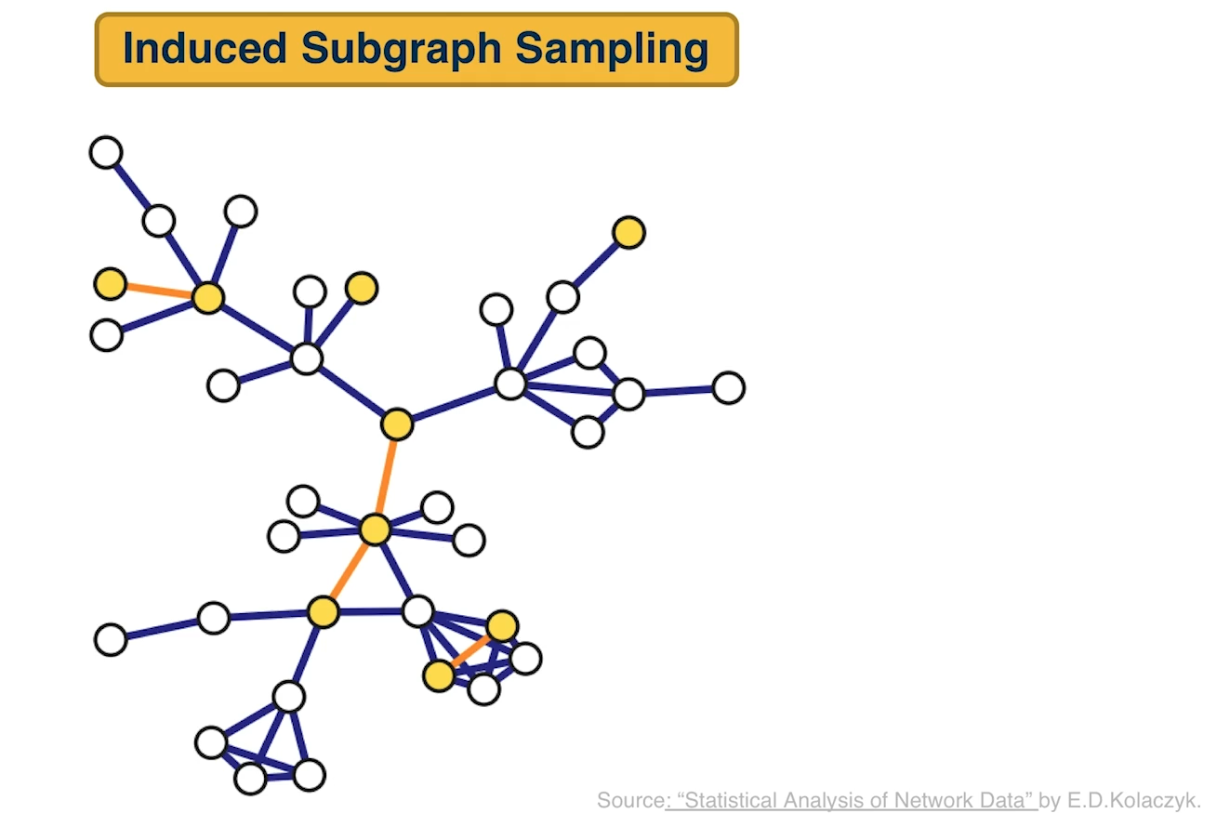 Induced Subgraph Sampling
Source: “Statistical Analysis of Network Data” by E.D.Kolaczyk.